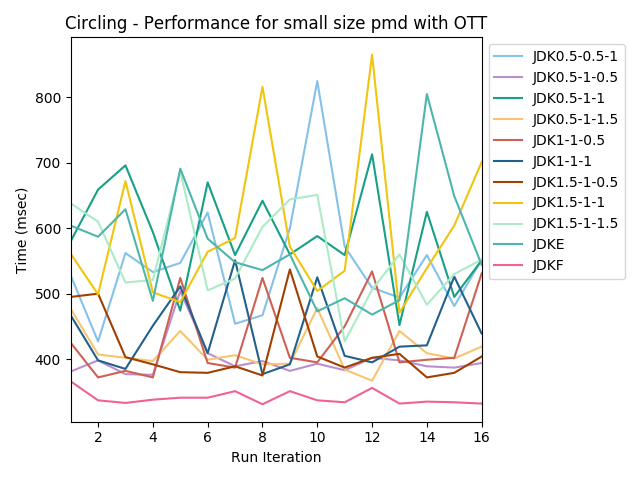 Circling - Performance for small size pmd with OTT
Time (msec)
800
700
600
500
400
2 4 6 8 10 12 14 16
Run Iteration
JDK0.5-0.5-1
JDK0.5-1-0.5
JDK0.5-1-1
JDK0.5-1-1.5
JDK1-1-0.5
JDK1-1-1
JDK1.5-1-0.5
JDK1.5-1-1
JDK1.5-1-1.5
JDKE
JDKF